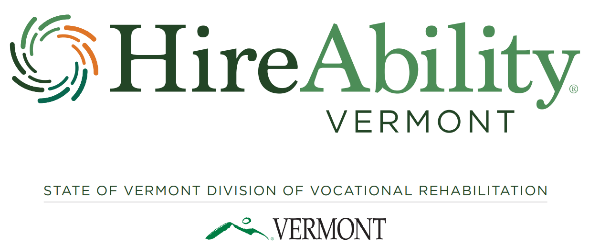 HireAbility®
VERMONT
STATE OF VERMONT DIVISION OF VOCATIONAL REHABILITATION
VERMONT